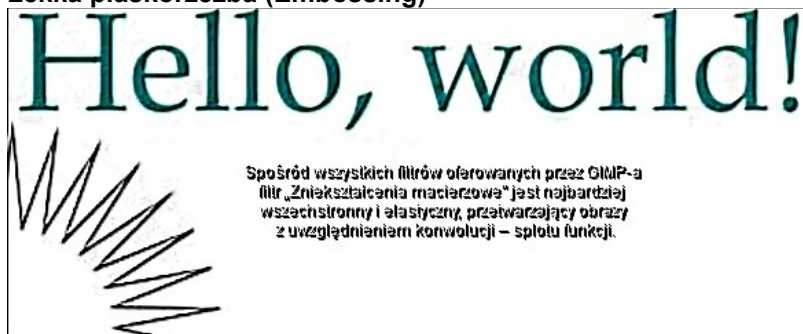 Lekka płaskorzeźba (Embossing)
Hello, world!
Spośród wszystkich filtrów oferowanych przez GIMP-a
filtr „Zniekształcenia macierzowe” jest najbardziej
wszechstronny i elastyczny, przetwarzający obrazy
z uwzględnieniem konwolucji – splotu funkcji.